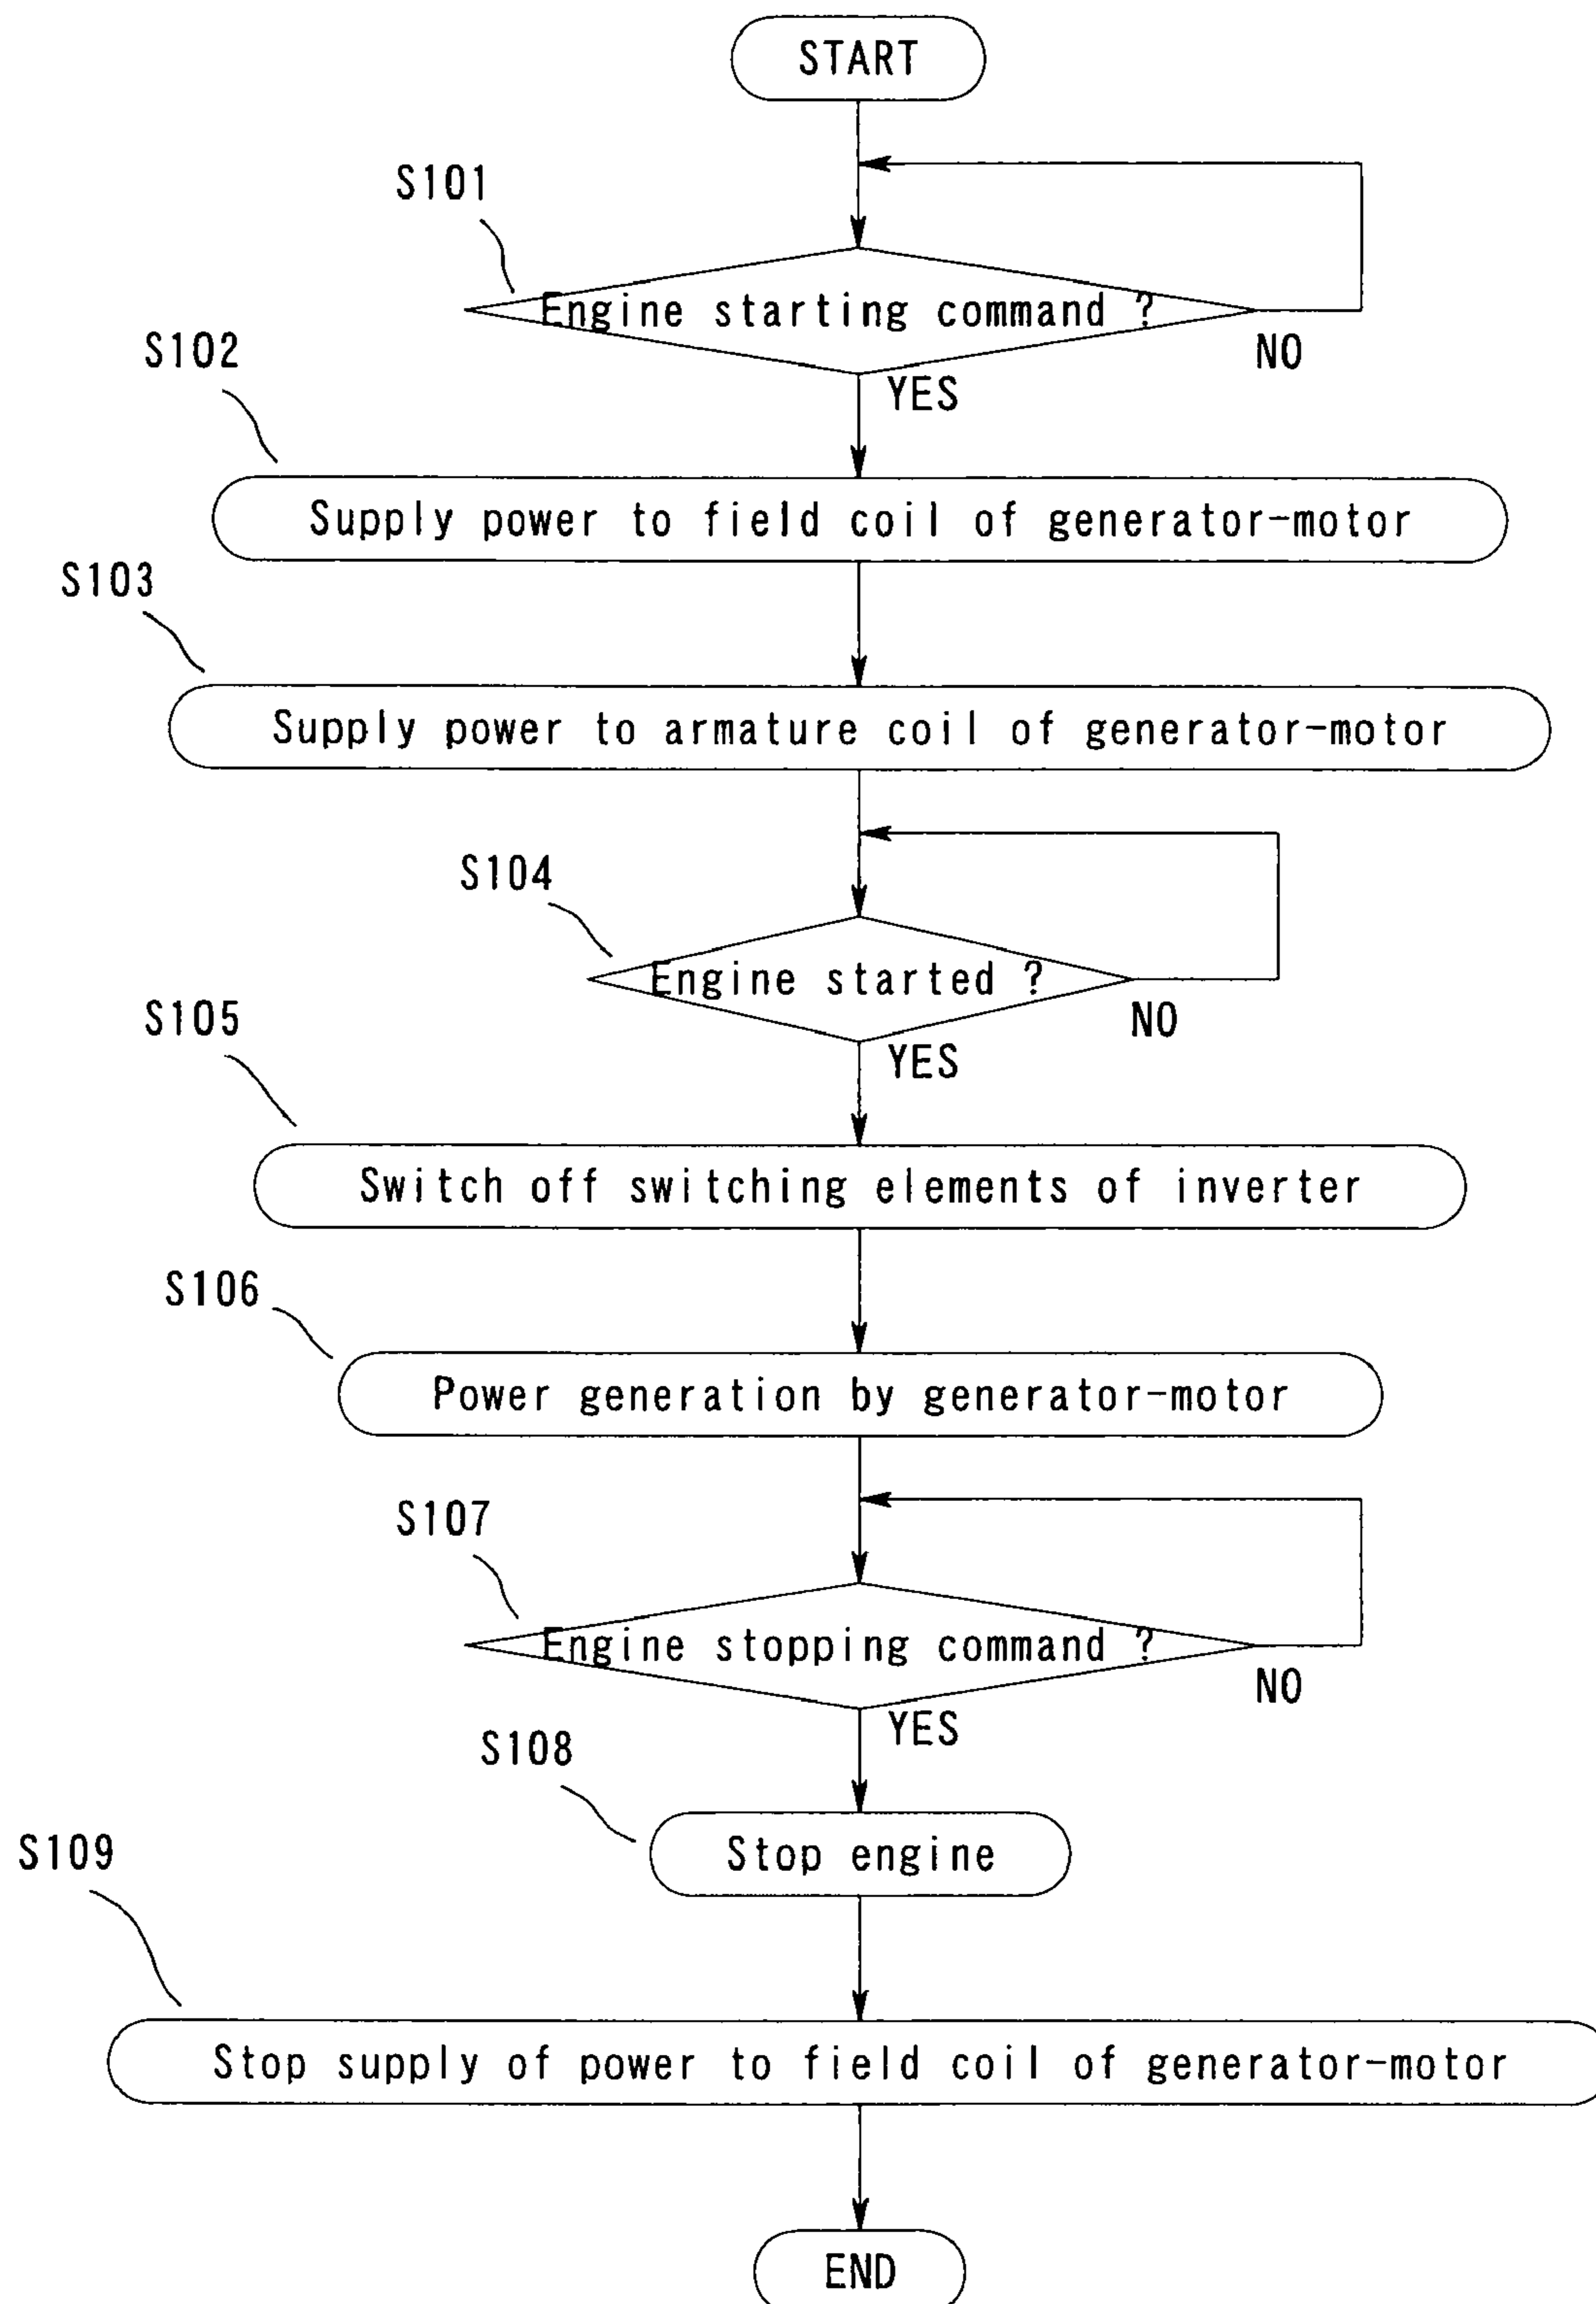 START
S101
Engine starting command ?
NO
S102
YES
Supply power to field coil of generator-motor
S103
Supply power to armature coil of generator-motor
S104
Engine started ?
NO
S105
YES
Switch off switching elements of inverter
S106
Power generation by generator-motor
S107
Engine stopping command ?
NO
YES
S108
Stop engine
S109
Stop supply of power to field coil of generator-motor
END